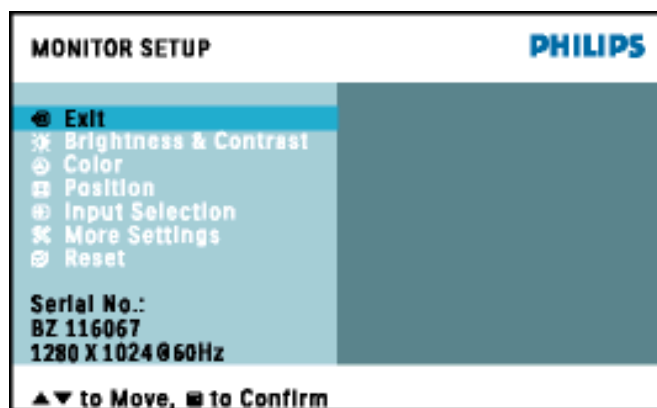 MONITOR SETUP PHILIPS
Exit
Brightness & Contrast
Color
Position
Input Selection
More Settings
Reset
Serial No.:
BZ 116067
1280 X 1024@60Hz
▲▼ to Move, to Confirm